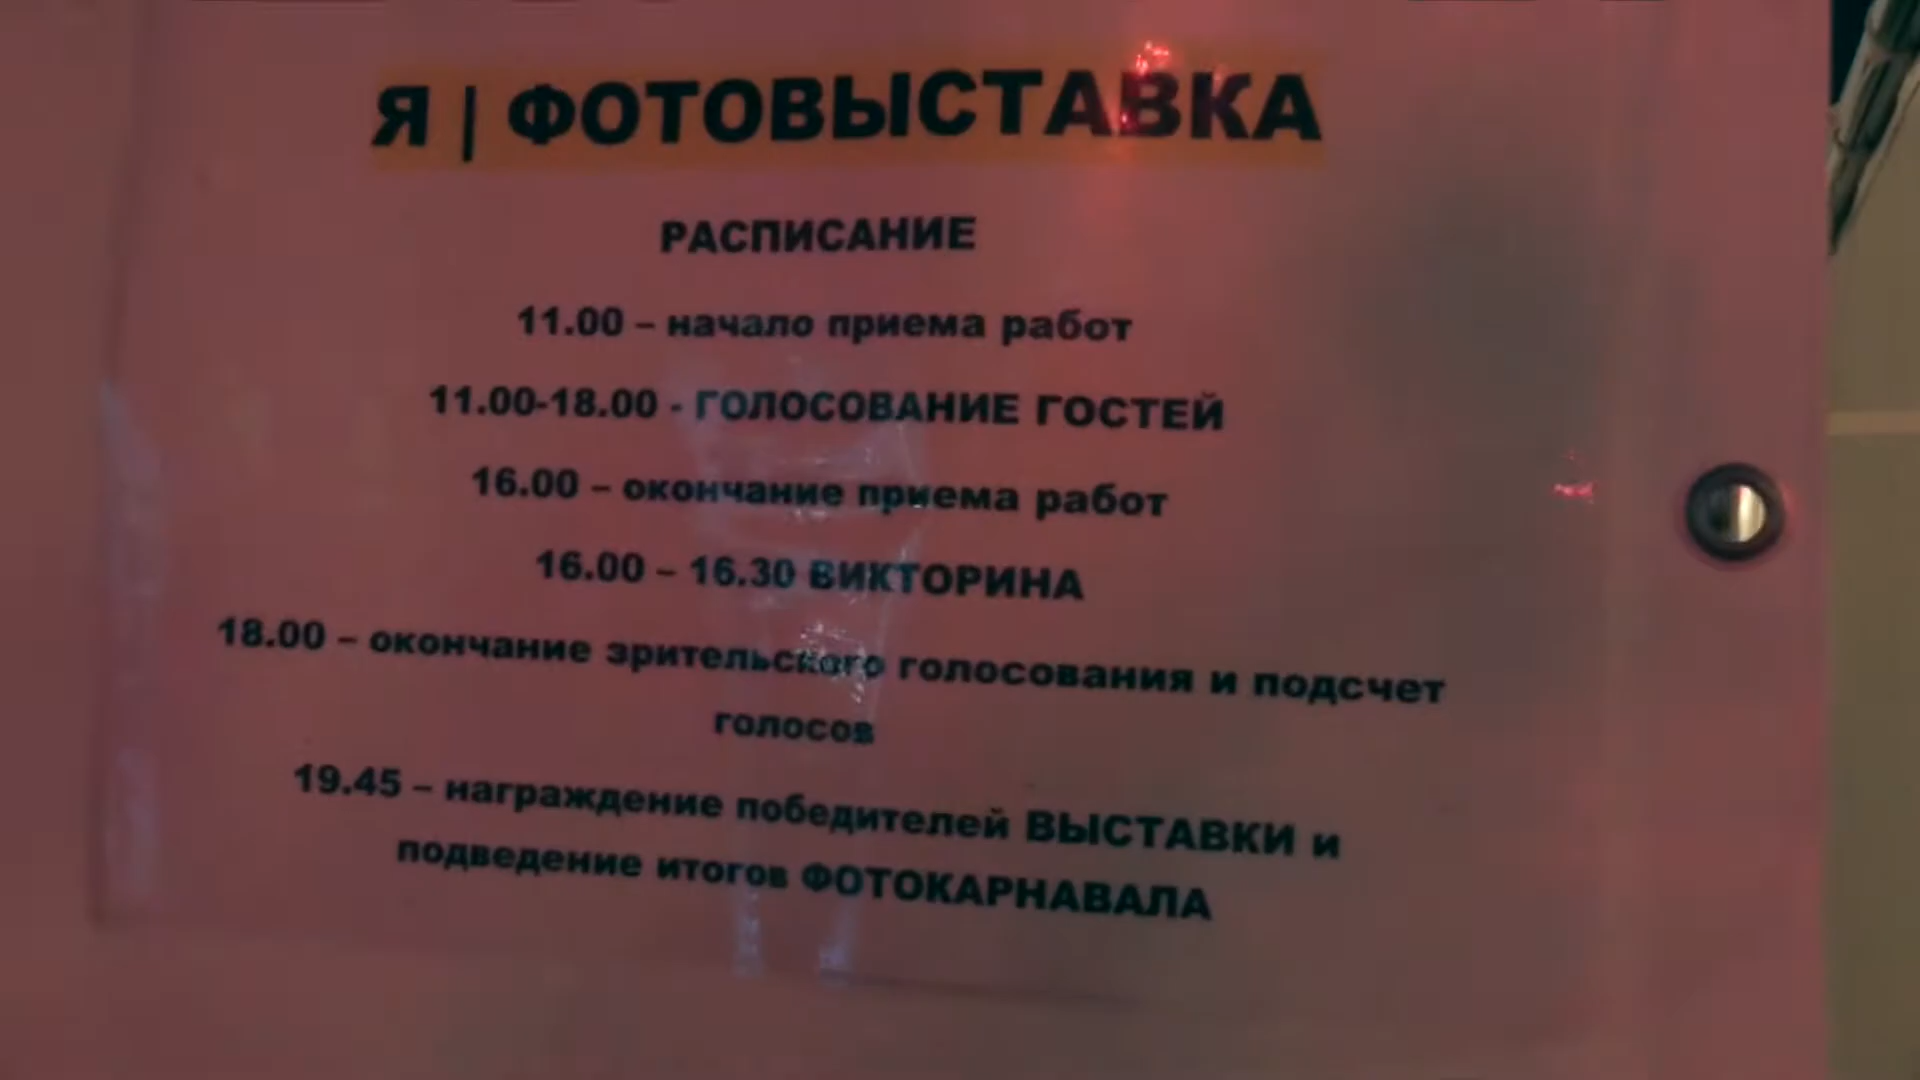 Я | ФОТОВЫСТАВКА
РАСПИСАНИЕ
11.00 – начало приема работ
11.00-18.00 - ГОЛОСОВАНИЕ ГОСТЕЙ
16.00 – окончание приема работ
16.00 – 16.30 ВИКТОРИНА
18.00 – окончание зрительского голосования и подсчет
голосов
19.45 – награждение победителей ВЫСТАВКИ и
подведение итогов ФОТОКАРНАВАЛА